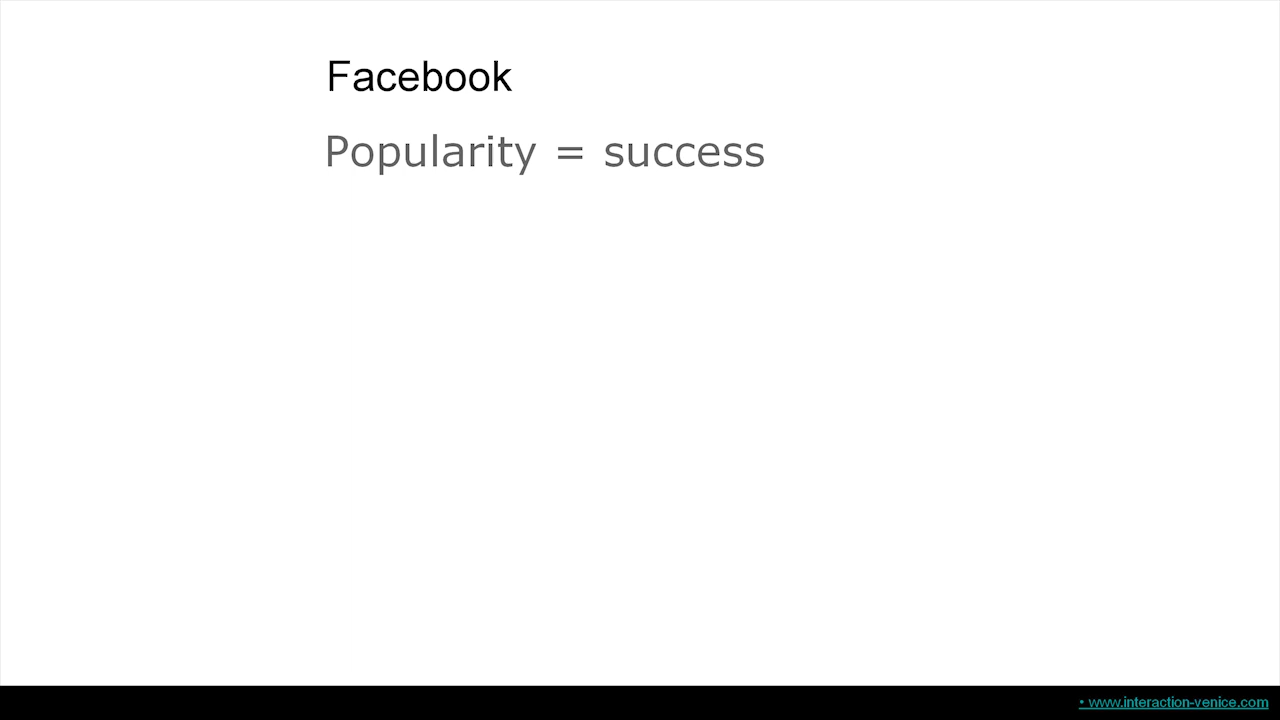 Facebook
Popularity = success
• www.interaction-venice.com